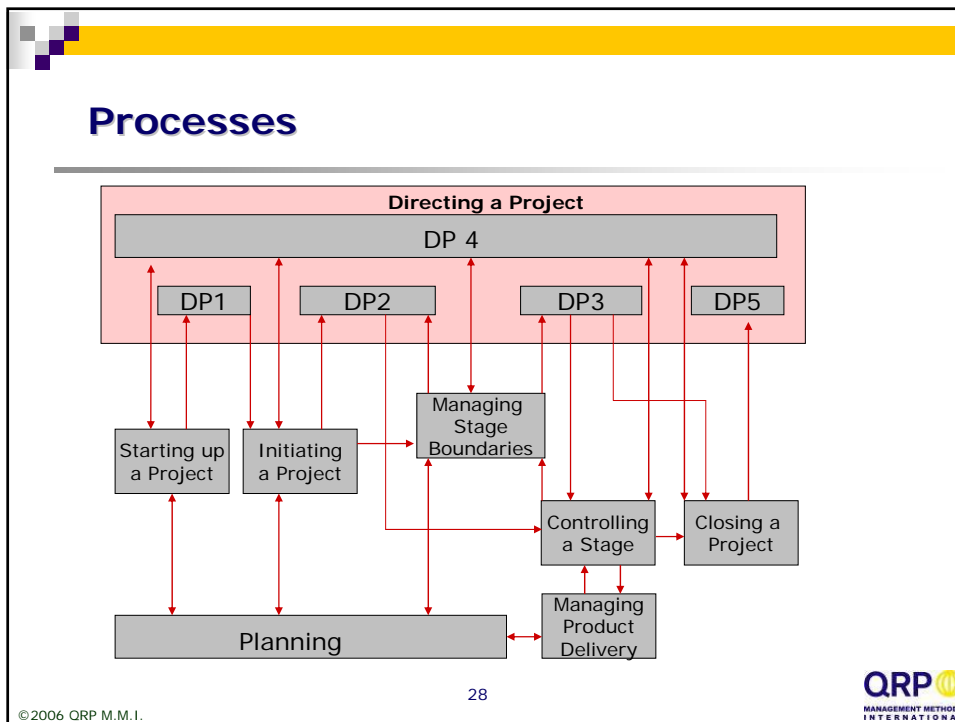 Processes
Directing a Project
DP 4
DP1
DP2
DP3
DP5
Managing
Stage
Boundaries
Starting up
a Project
Initiating
a Project
Controlling
a Stage
Closing a
Project
Managing
Product
Delivery
Planning
28
©2006 QRP M.M.I.
QRP
MANAGEMENT METHOD
INTERNATIONA